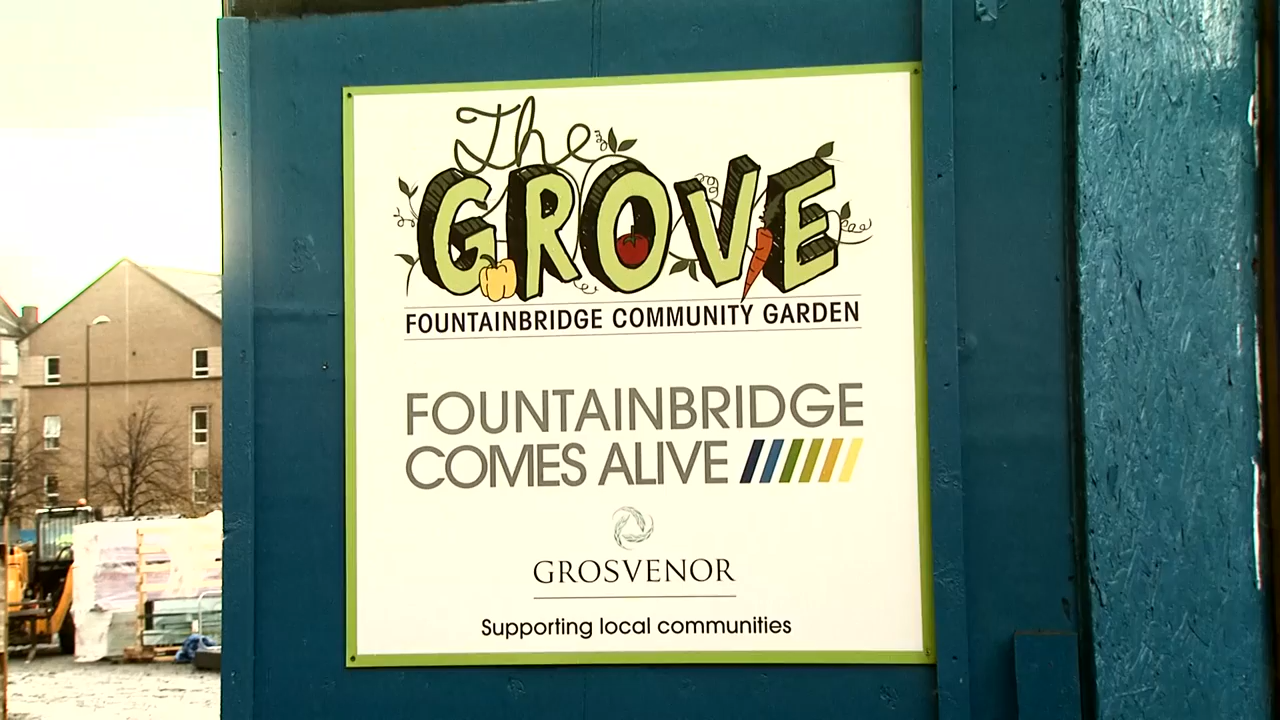 The
GROVE
FOUNTAINBRIDGE COMMUNITY GARDEN
FOUNTAINBRIDGE
COMES ALIVE
GROSVENOR
Supporting local communities